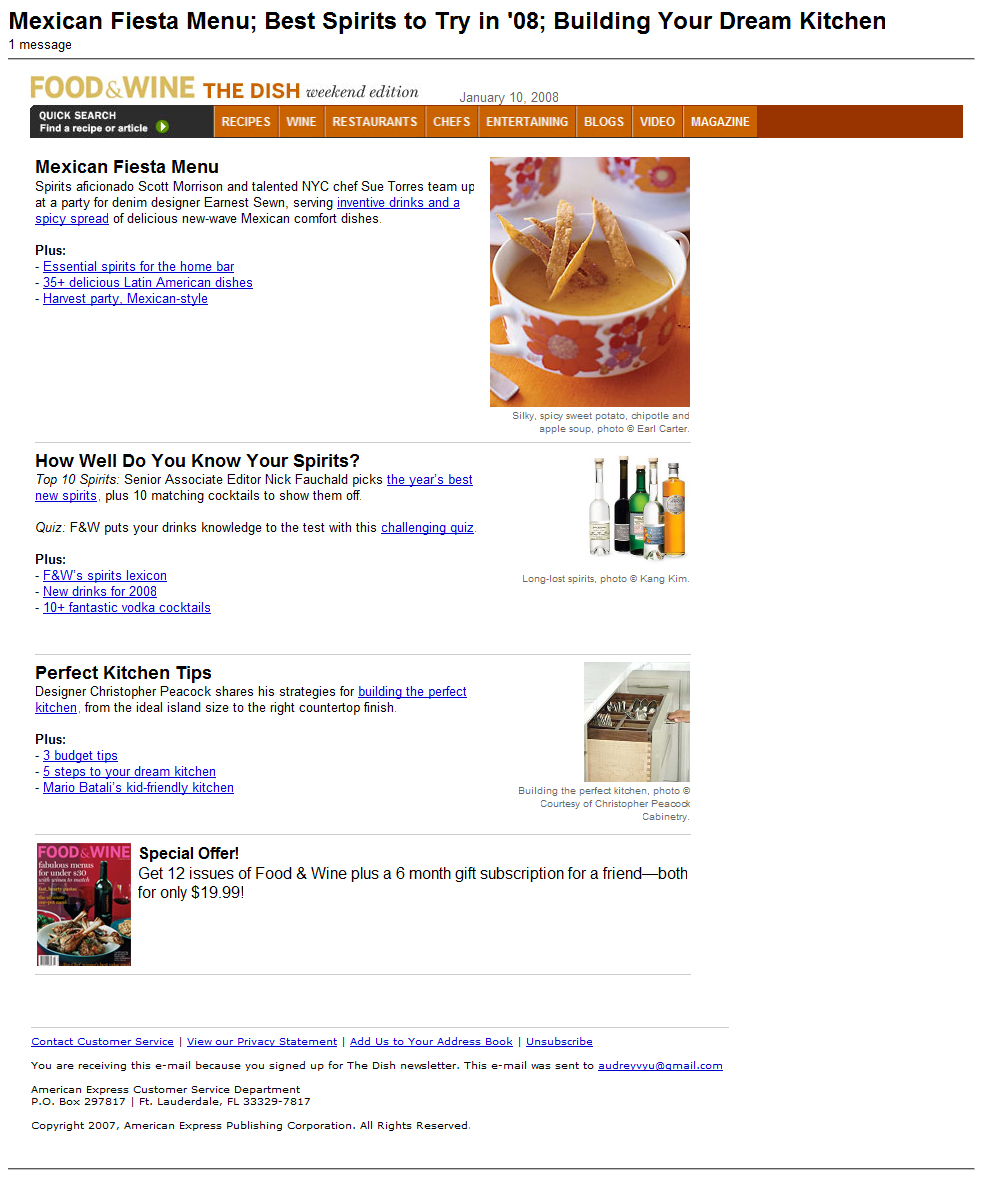 Mexican Fiesta Menu; Best Spirits to Try in '08; Building Your Dream Kitchen
1 message
FOOD & WINE THE DISH weekend edition January 10, 2008
QUICK SEARCH
Find a recipe or article
RECIPES WINE RESTAURANTS CHEFS ENTERTAINING BLOGS VIDEO MAGAZINE
Mexican Fiesta Menu
Spirits aficionado Scott Morrison and talented NYC chef Sue Torres team up
at a party for denim designer Earnest Sewn, serving inventive drinks and a
spicy spread of delicious new-wave Mexican comfort dishes.
Plus:
- Essential spirits for the home bar
- 35+ delicious Latin American dishes
- Harvest party, Mexican-style
Silky, spicy sweet potato, chipotle and
apple soup, photo © Earl Carter.
How Well Do You Know Your Spirits?
Top 10 Spirits: Senior Associate Editor Nick Fauchald picks the year's best
new spirits, plus 10 matching cocktails to show them off.
Quiz: F&W puts your drinks knowledge to the test with this challenging quiz.
Plus:
- F&W's spirits lexicon
- New drinks for 2008
- 10+ fantastic vodka cocktails
Long-lost spirits, photo © Kang Kim.
Perfect Kitchen Tips
Designer Christopher Peacock shares his strategies for building the perfect
kitchen, from the ideal island size to the right countertop finish.
Plus:
- 3 budget tips
- 5 steps to your dream kitchen
- Mario Batali's kid-friendly kitchen
Building the perfect kitchen, photo ©
Courtesy of Christopher Peacock
Cabinetry.
FOOD & WINE
fabulous menus
for under $30
with wines to match
Special Offer!
Get 12 issues of Food & Wine plus a 6 month gift subscription for a friend—both
for only $19.99!
Contact Customer Service | View our Privacy Statement | Add Us to Your Address Book | Unsubscribe
You are receiving this e-mail because you signed up for The Dish newsletter. This e-mail was sent to audreyvyu@gmail.com
American Express Customer Service Department
P.O. Box 297817 | Ft. Lauderdale, FL 33329-7817
Copyright 2007, American Express Publishing Corporation. All Rights Reserved.